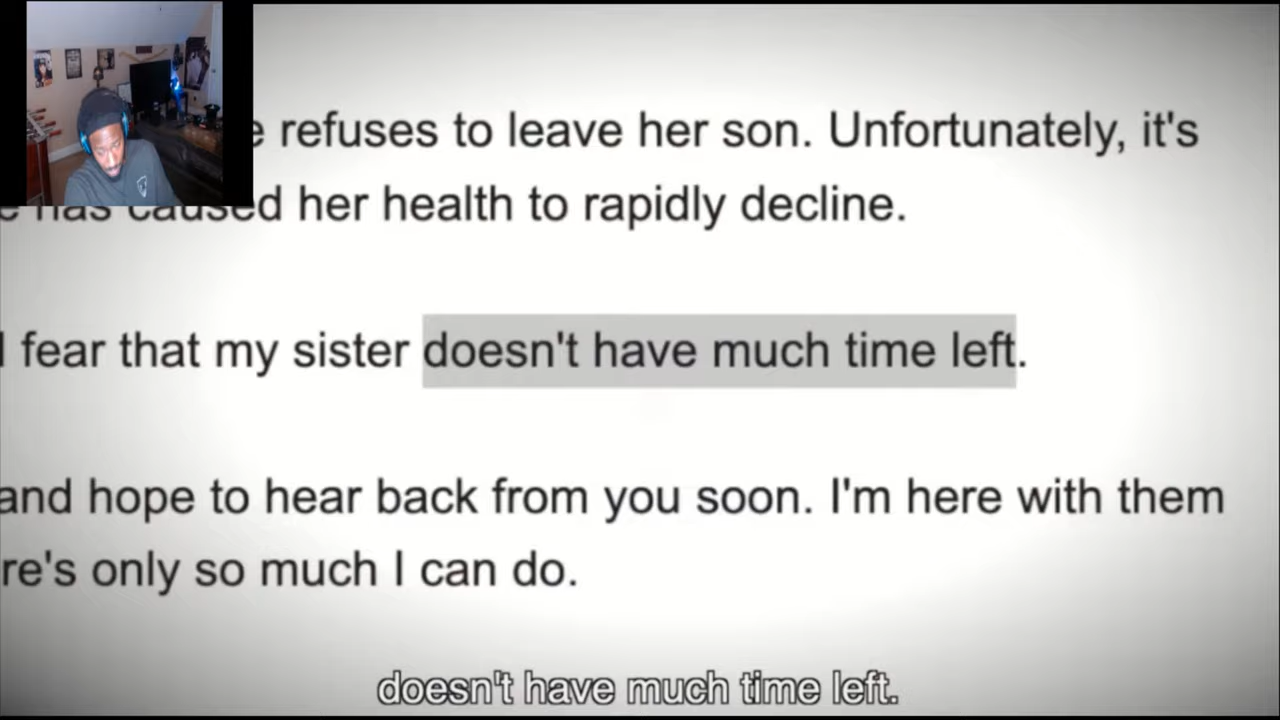 refuses to leave her son. Unfortunately, it's
has caused her health to rapidly decline.
I fear that my sister doesn't have much time left.
and hope to hear back from you soon. I'm here with them
re's only so much I can do.
doesn't have much time left.